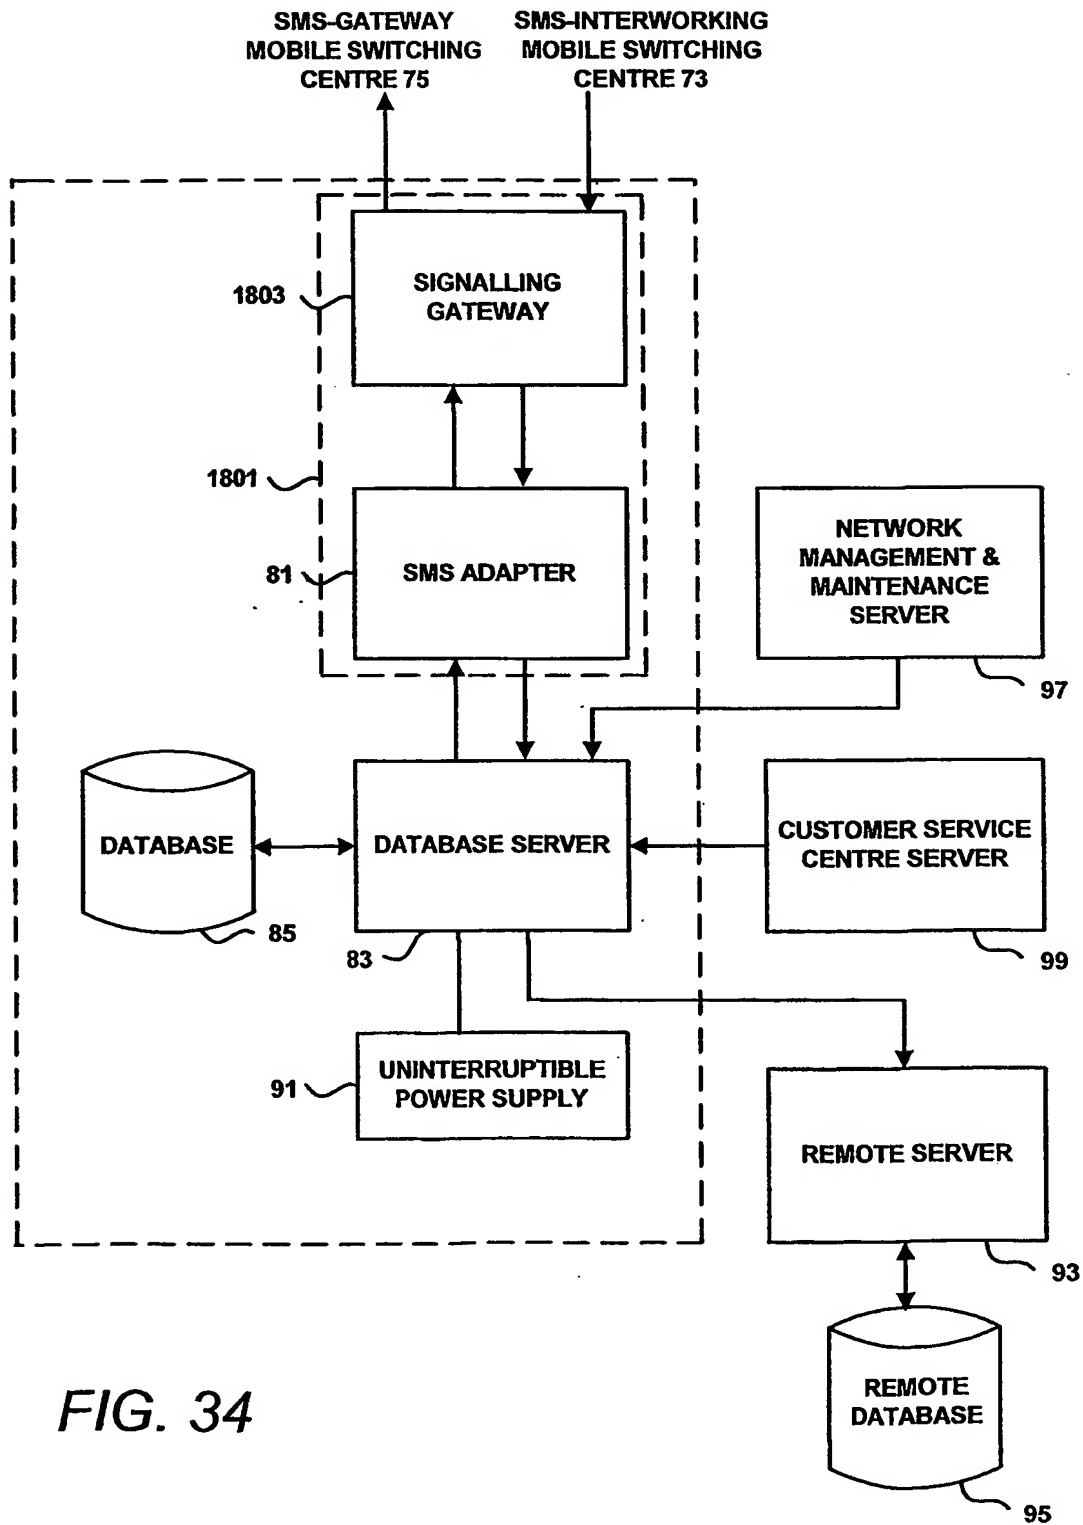 SMS-GATEWAY
MOBILE SWITCHING
CENTRE 75
SMS-INTERWORKING
MOBILE SWITCHING
CENTRE 73
SIGNALLING
GATEWAY
1803
1801
SMS ADAPTER
81
NETWORK
MANAGEMENT &
MAINTENANCE
SERVER
97
DATABASE
85
DATABASE SERVER
83
CUSTOMER SERVICE
CENTRE SERVER
99
UNINTERRUPTIBLE
POWER SUPPLY
91
REMOTE SERVER
93
REMOTE
DATABASE
95
FIG. 34